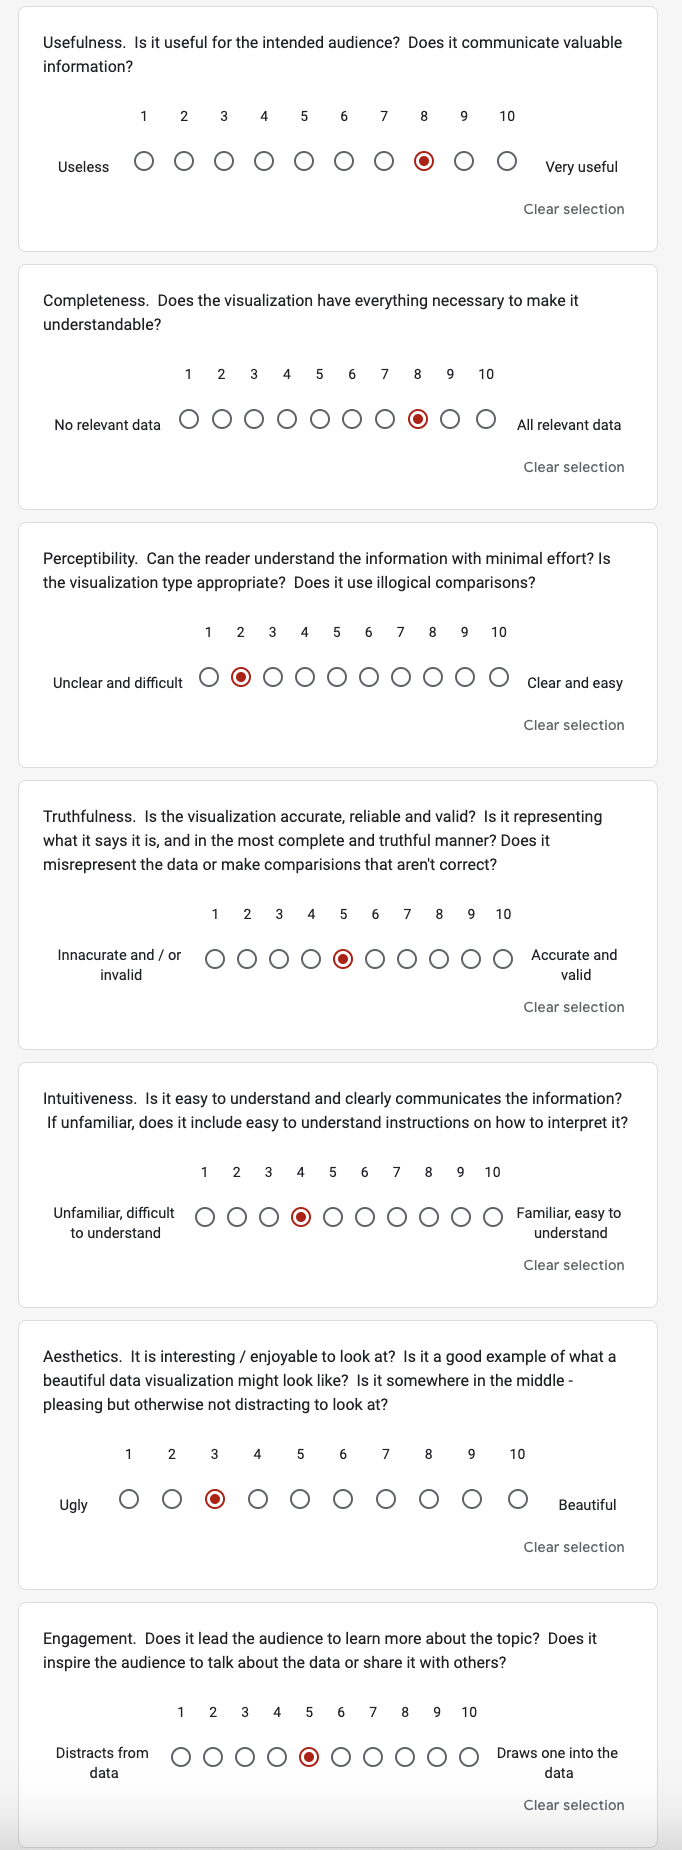 Usefulness.  Is it useful for the intended audience?  Does it communicate valuable
information?
1 2 3 4 5 6 7 8 9 10
Useless Very useful
Clear selection
Completeness.  Does the visualization have everything necessary to make it
understandable?
1 2 3 4 5 6 7 8 9 10
No relevant data All relevant data
Clear selection
Perceptibility.  Can the reader understand the information with minimal effort? Is
the visualization type appropriate?  Does it use illogical comparisons?
1 2 3 4 5 6 7 8 9 10
Unclear and difficult Clear and easy
Clear selection
Truthfulness.  Is the visualization accurate, reliable and valid?  Is it representing
what it says it is, and in the most complete and truthful manner? Does it
misrepresent the data or make comparisions that aren't correct?
1 2 3 4 5 6 7 8 9 10
Innacurate and / or Accurate and
invalid valid
Clear selection
Intuitiveness.  Is it easy to understand and clearly communicates the information?
If unfamiliar, does it include easy to understand instructions on how to interpret it?
1 2 3 4 5 6 7 8 9 10
Unfamiliar, difficult Familiar, easy to
to understand understand
Clear selection
Aesthetics.  It is interesting / enjoyable to look at?  Is it a good example of what a
beautiful data visualization might look like?  Is it somewhere in the middle -
pleasing but otherwise not distracting to look at?
1 2 3 4 5 6 7 8 9 10
Ugly Beautiful
Clear selection
Engagement.  Does it lead the audience to learn more about the topic?  Does it
inspire the audience to talk about the data or share it with others?
1 2 3 4 5 6 7 8 9 10
Distracts from Draws one into the
data data
Clear selection